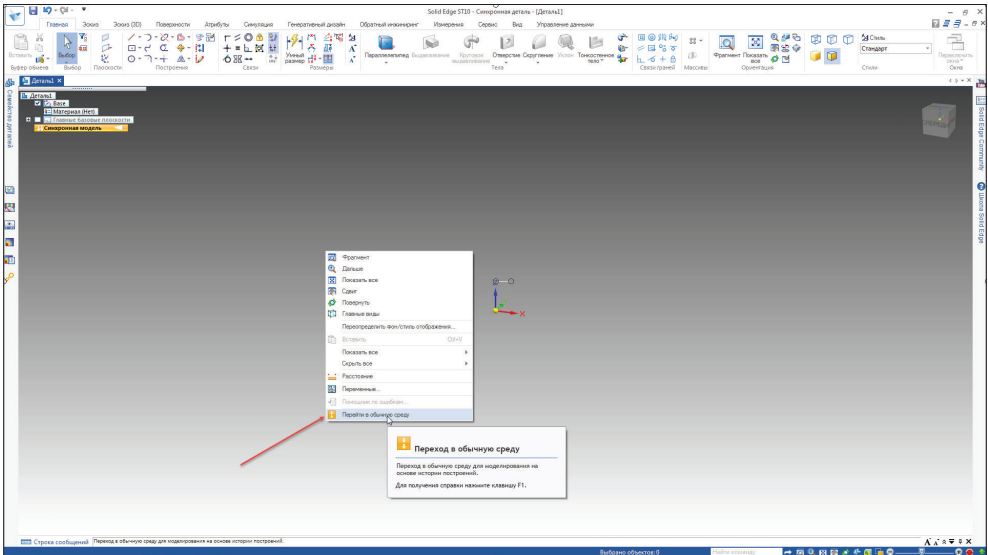 Solid Edge ST10 - Синхронная деталь - [Деталь1]
Главная Эскиз Эскиз (3D) Поверхности Атрибуты Симуляция Генеративный дизайн Обратный инжиниринг Измерения Сервис Вид Управление данными
Вставить Выбор Плоскости Умный размер Параллелепипед Выдавливание Круговое выдавливание Отверстие Скругление Уклон Тонкостенное тело Фрагмент Показать все Стиль Стандарт Переключить окна
Буфер обмена Выбор Плоскости Построения Связи Размеры Тела Связи граней Массивы Ориентация Стили Окна
Деталь1
Деталь1
Base
Материал (Нет)
Главные базовые плоскости
Синхронная модель
Семейство деталей
Solid Edge Community
Школа Solid Edge
Фрагмент
Дальше
Показать все
Сдвиг
Повернуть
Главные виды
Переопределить фон/стиль отображения...
Вставить Ctrl+V
Показать все
Скрыть все
Расстояние
Переменные...
Помощник по ошибкам...
Перейти в обычную среду
X
Переход в обычную среду
Переход в обычную среду для моделирования на
основе истории построений.
Для получения справки нажмите клавишу F1.
Строка сообщений Переход в обычную среду для моделирования на основе истории построений.
Выбрано объектов: 0 Найти команду